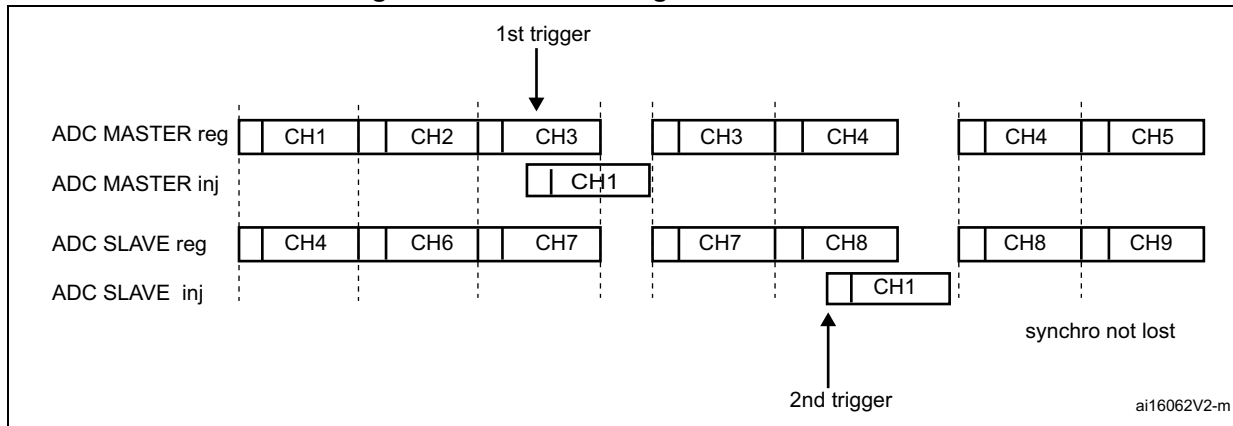 1st trigger
ADC MASTER reg CH1 CH2 CH3 CH3 CH4 CH4 CH5
ADC MASTER inj CH1
ADC SLAVE reg CH4 CH6 CH7 CH7 CH8 CH8 CH9
ADC SLAVE inj CH1
synchro not lost
2nd trigger
ai16062V2-m